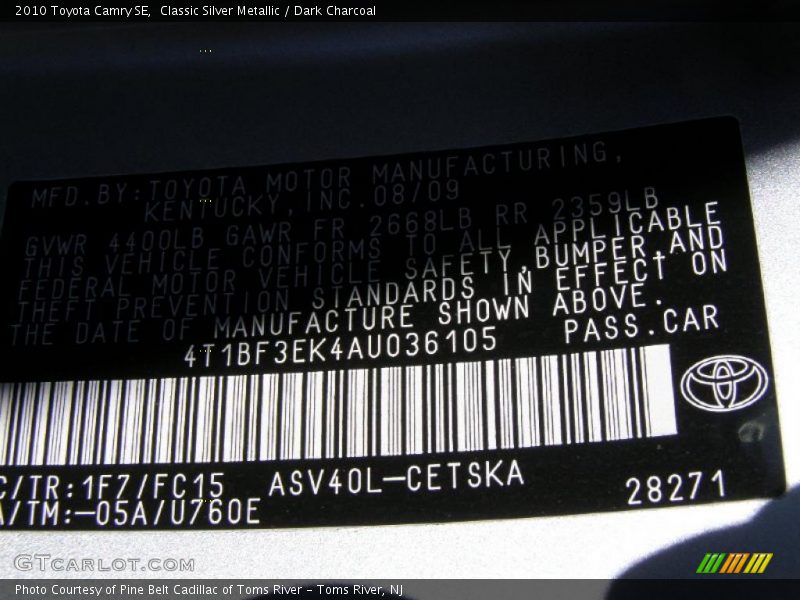 2010 Toyota Camry SE,  Classic Silver Metallic / Dark Charcoal
MFD.BY:TOYOTA MOTOR MANUFACTURING,
KENTUCKY,INC.08/09
GVWR 4400LB GAWR FR 2668LB RR 2359LB
THIS VEHICLE CONFORMS TO ALL APPLICABLE
FEDERAL MOTOR VEHICLE SAFETY,BUMPER,AND
THEFT PREVENTION STANDARDS IN EFFECT ON
THE DATE OF MANUFACTURE SHOWN ABOVE.
4T1BF3EK4AU036105 PASS.CAR
C/TR:1F7/FC15 ASV40L-CETSKA
A/TM:-05A/U760E 28271
GTCarLot.com
Photo Courtesy of Pine Belt Cadillac of Toms River – Toms River, NJ